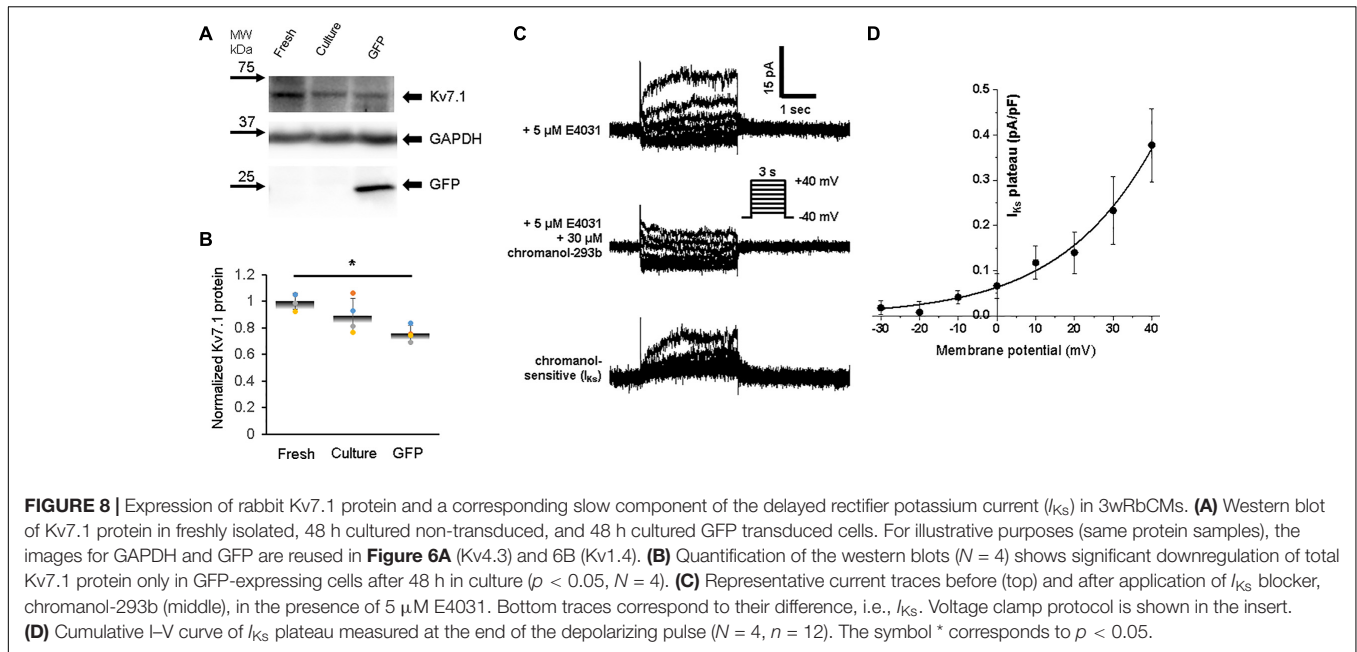 A
MW
kDa
Fresh
Culture
GFP
75
Kv7.1
37
GAPDH
25
GFP
B
*
Normalized Kv7.1 protein
1.2
1
0.8
0.6
0.4
0.2
0
Fresh Culture GFP
C
15 pA
1 sec
+ 5 µM E4031
3 s
+40 mV
-40 mV
+ 5 µM E4031
+ 30 µM
chromanol-293b
chromanol-
sensitive (IKs)
D
IKs plateau (pA/pF)
0.5
0.4
0.3
0.2
0.1
0.0
-30 -20 -10 0 10 20 30 40
Membrane potential (mV)
FIGURE 8 | Expression of rabbit Kv7.1 protein and a corresponding slow component of the delayed rectifier potassium current (IKs) in 3wRbCMs. (A) Western blot
of Kv7.1 protein in freshly isolated, 48 h cultured non-transduced, and 48 h cultured GFP transduced cells. For illustrative purposes (same protein samples), the
images for GAPDH and GFP are reused in Figure 6A (Kv4.3) and 6B (Kv1.4). (B) Quantification of the western blots (N = 4) shows significant downregulation of total
Kv7.1 protein only in GFP-expressing cells after 48 h in culture (p < 0.05, N = 4). (C) Representative current traces before (top) and after application of IKs blocker,
chromanol-293b (middle), in the presence of 5 µM E4031. Bottom traces correspond to their difference, i.e., IKs. Voltage clamp protocol is shown in the insert.
(D) Cumulative I–V curve of IKs plateau measured at the end of the depolarizing pulse (N = 4, n = 12). The symbol * corresponds to p < 0.05.